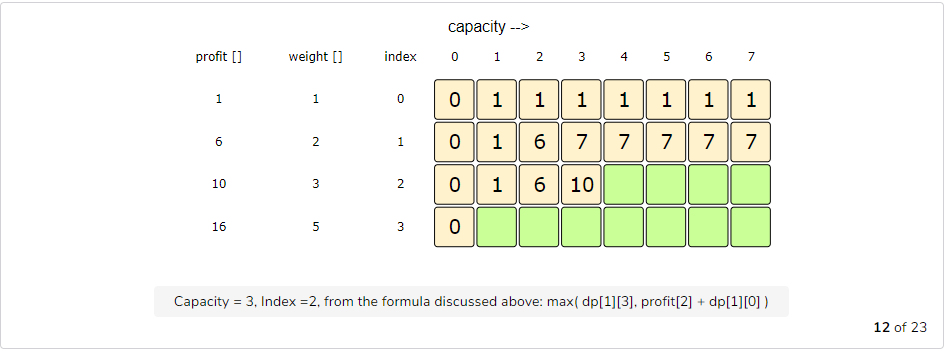 capacity -->
profit [] weight [] index 0 1 2 3 4 5 6 7
1 1 0 0 1 1 1 1 1 1 1
6 2 1 0 1 6 7 7 7 7 7
10 3 2 0 1 6 10
16 5 3 0
Capacity = 3, Index =2, from the formula discussed above: max( dp[1][3], profit[2] + dp[1][0] )
12 of 23